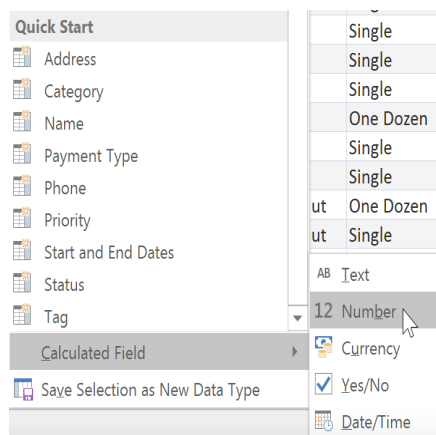 Quick Start
Address
Category
Name
Payment Type
Phone
Priority
Start and End Dates
Status
Tag
Calculated Field
Save Selection as New Data Type
Single
Single
Single
One Dozen
Single
Single
ut One Dozen
ut Single
AB Text
12 Number
Currency
Yes/No
Date/Time